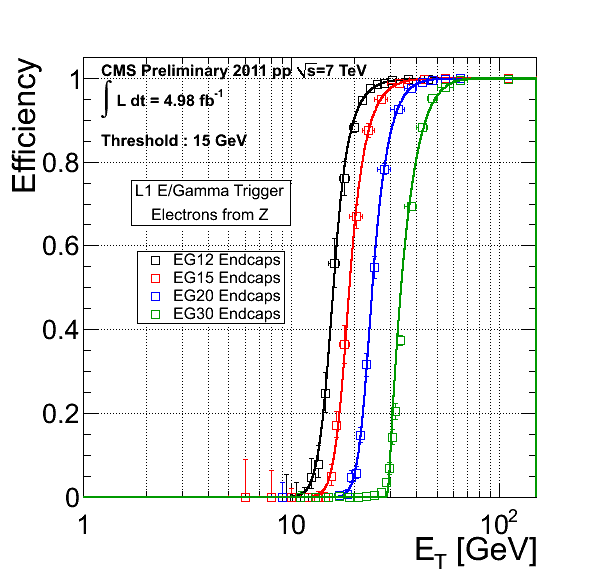 CMS Preliminary 2011 pp √s=7 TeV
∫ L dt = 4.98 fb⁻¹
Threshold : 15 GeV
L1 E/Gamma Trigger
Electrons from Z
EG12 Endcaps
EG15 Endcaps
EG20 Endcaps
EG30 Endcaps
Efficiency
1
0.8
0.6
0.4
0.2
0
1
10
10²
E_T [GeV]